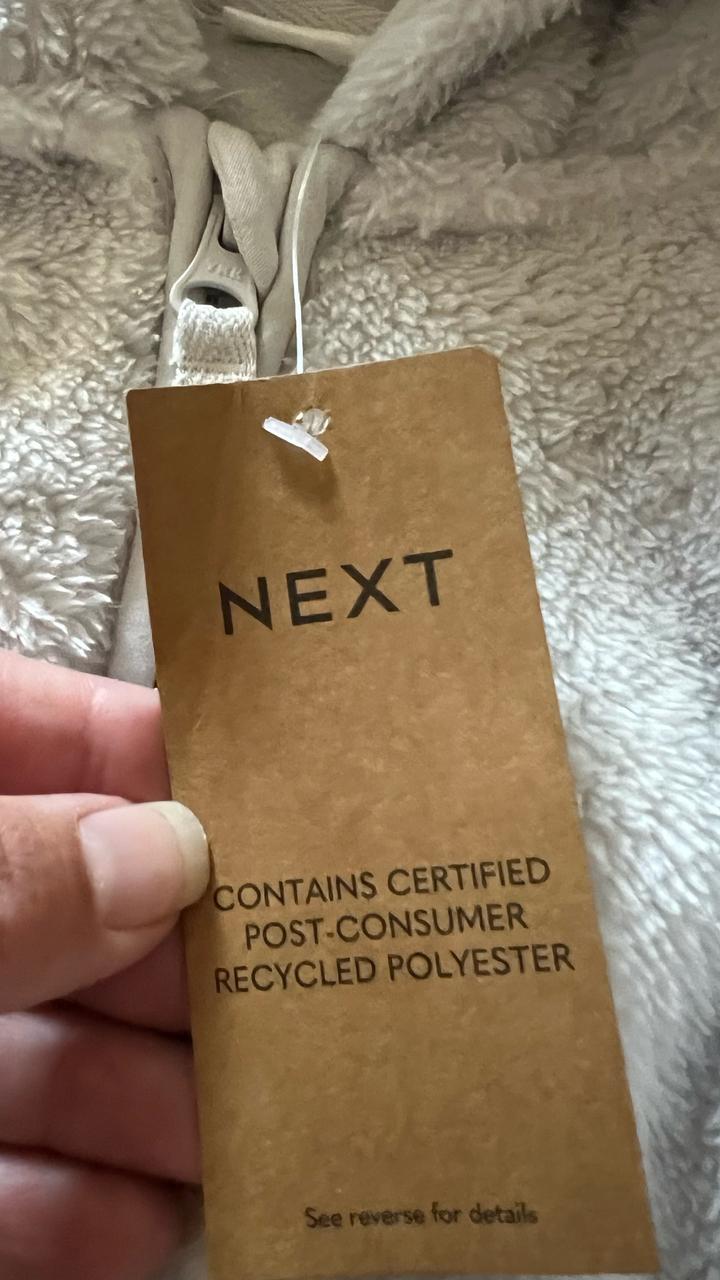 NEXT
CONTAINS CERTIFIED
POST-CONSUMER
RECYCLED POLYESTER
See reverse for details